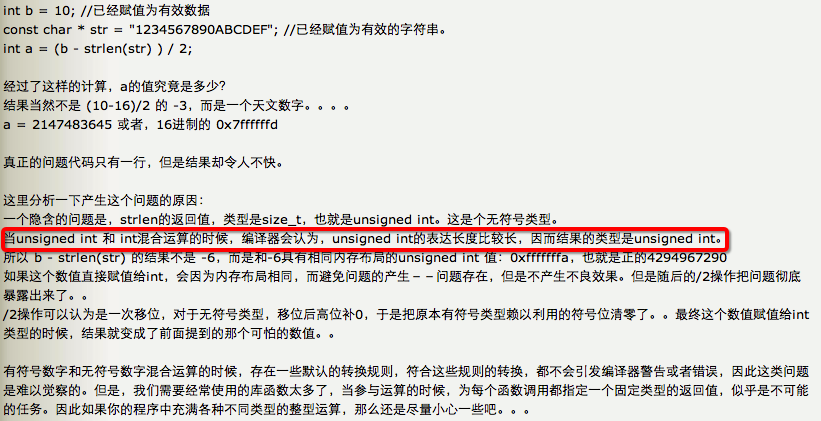 int b = 10; //已经赋值为有效数据
const char * str = "1234567890ABCDEF"; //已经赋值为有效的字符串。
int a = (b - strlen(str) ) / 2;
经过了这样的计算，a的值究竟是多少?
结果当然不是 (10-16)/2 的 -3，而是一个天文数字。。。。
a = 2147483645 或者，16进制的 0x7ffffffd
真正的问题代码只有一行，但是结果却令人不快。
这里分析一下产生这个问题的原因：
一个隐含的问题是，strlen的返回值，类型是size_t，也就是unsigned int。这是个无符号类型。
当unsigned int 和 int混合运算的时候，编译器会认为，unsigned int的表达长度比较长，因而结果的类型是unsigned int。
所以 b - strlen(str) 的结果不是 -6，而是和-6具有相同内存布局的unsigned int 值：0xfffffffa，也就是正的4294967290
如果这个数值直接赋值给int，会因为内存布局相同，而避免问题的产生－－问题存在，但是不产生不良效果。但是随后的/2操作把问题彻底
暴露出来了。。
/2操作可以认为是一次移位，对于无符号类型，移位后高位补0，于是把原本有符号类型赖以利用的符号位清零了。。最终这个数值赋值给int
类型的时候，结果就变成了前面提到的那个可怕的数值。。
有符号数字和无符号数字混合运算的时候，存在一些默认的转换规则，符合这些规则的转换，都不会引发编译器警告或者错误，因此这类问题
是难以觉察的。但是，我们需要经常使用的库函数太多了，当参与运算的时候，为每个函数调用都指定一个固定类型的返回值，似乎是不可能
的任务。因此如果你的程序中充满各种不同类型的整型运算，那么还是尽量小心一些吧。。。